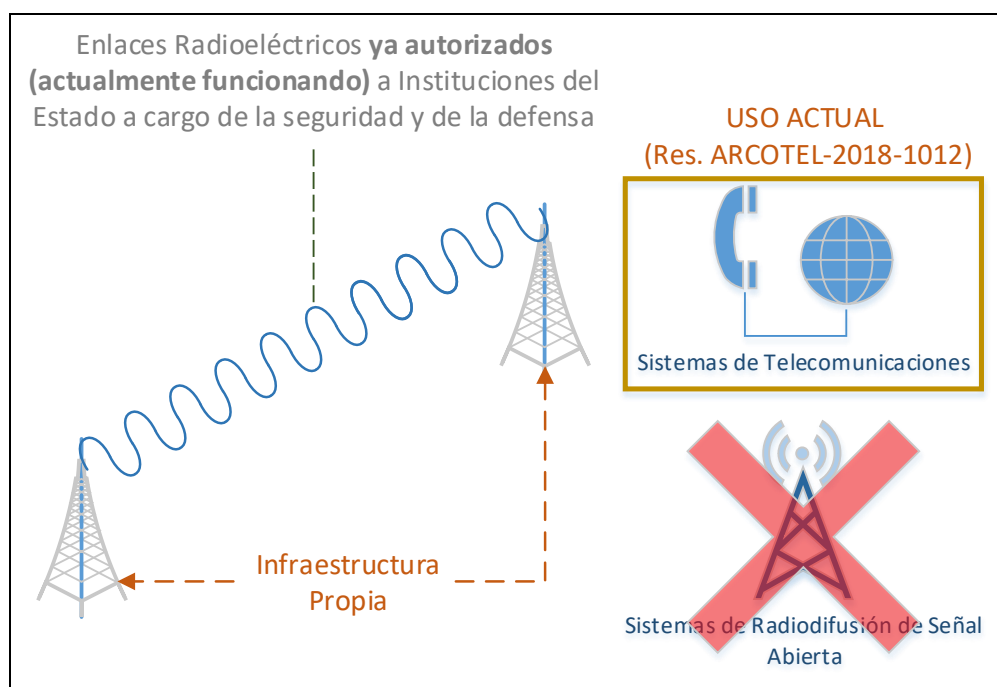 Enlaces Radioeléctricos ya autorizados
(actualmente funcionando) a Instituciones del
Estado a cargo de la seguridad y de la defensa
USO ACTUAL
(Res. ARCOTEL-2018-1012)
Sistemas de Telecomunicaciones
Infraestructura
Propia
Sistemas de Radiodifusión de Señal
Abierta